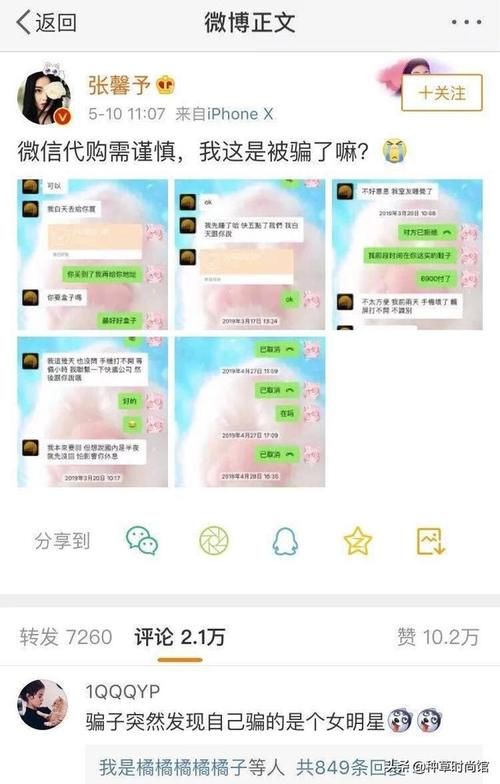 返回
微博正文
张馨予
5-10 11:07 来自iPhone X
+关注
微信代购需谨慎，我这是被骗了嘛？
可以
我白天去给你買
你买到了我再给你地址
你要盒子嗎
最好好盒子
ok
我先睡了哈 快五點了我們 我白
天跟你說
ok
2019年3月17日 13:24
不好意思 我室友睡覺了
2019年3月20日 10:08
对方已拒绝
我前段时间在你这买的鞋子
6900付了
不太方便 我前兩天 手機壞了 觸
屏打不開 不識別
我這幾天 也沒開 手機打不開 等
個小時 我聯繫一下快遞公司 然
後跟你說哦
好的
我本來要回 但想說國內是半夜
就先沒回 怕影響你休息
2019年3月20日 10:17
已取消
2019年4月27日 11:09
已取消
在吗
2019年4月27日 17:09
已取消
2019年4月28日 16:35
分享到
转发 7260
评论 2.1万
赞 10.2万
1QQQYP
骗子突然发现自己骗的是个女明星
我是橘橘橘橘橘子等人 共849条回
头条 @种草时尚馆